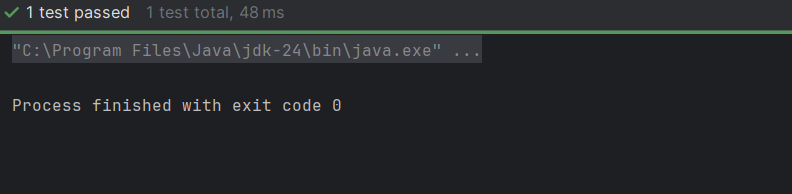 1 test passed 1 test total, 48 ms
"C:\Program Files\Java\jdk-24\bin\java.exe" ...
Process finished with exit code 0